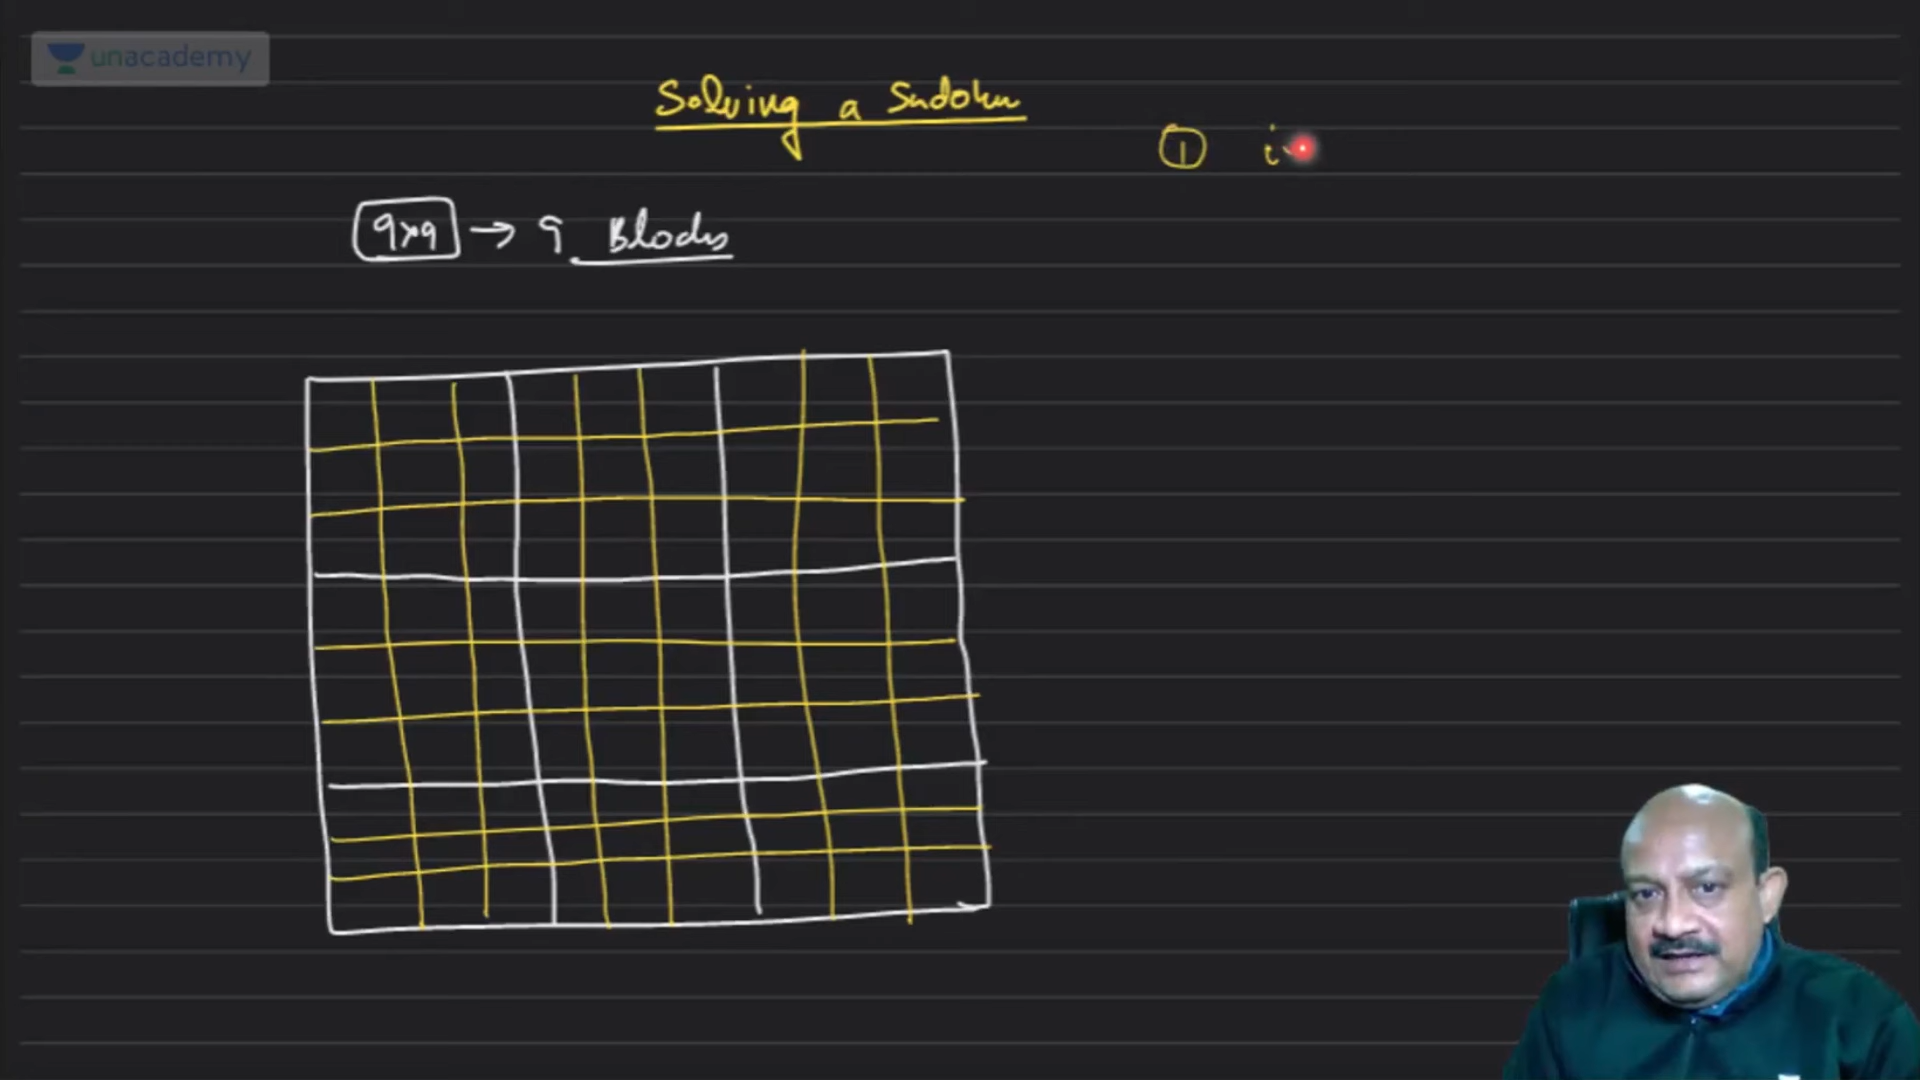 unacademy
Solving a Sudoku
① i
9x9 → 9 Blocks